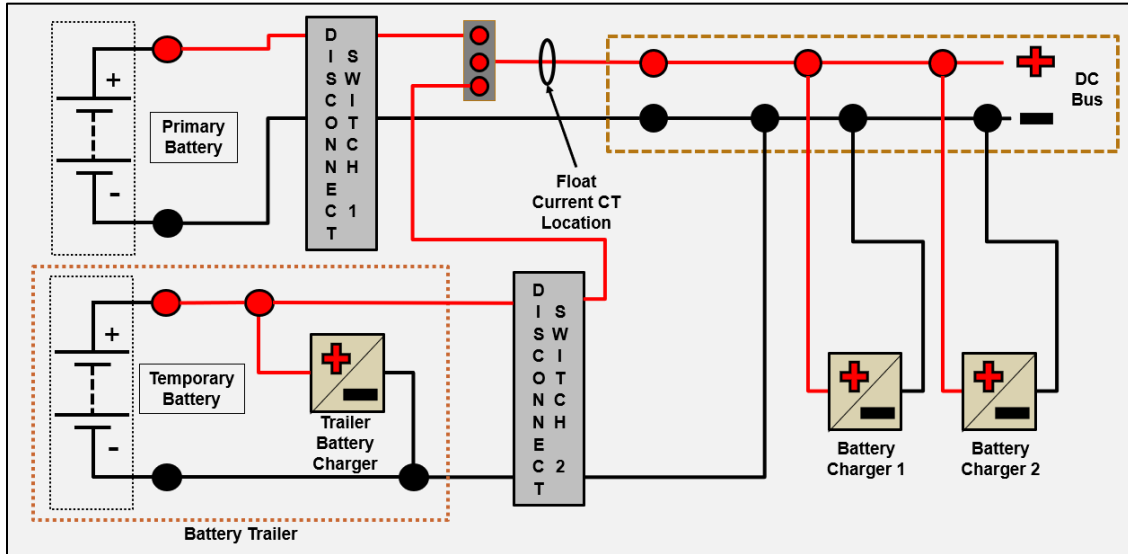 +
Primary
Battery
-
DISCONNECT
SWITCH 1
Float
Current CT
Location
DC
Bus
+
Temporary
Battery
-
Trailer
Battery
Charger
Battery Trailer
DISCONNECT
SWITCH 2
Battery
Charger 1
Battery
Charger 2